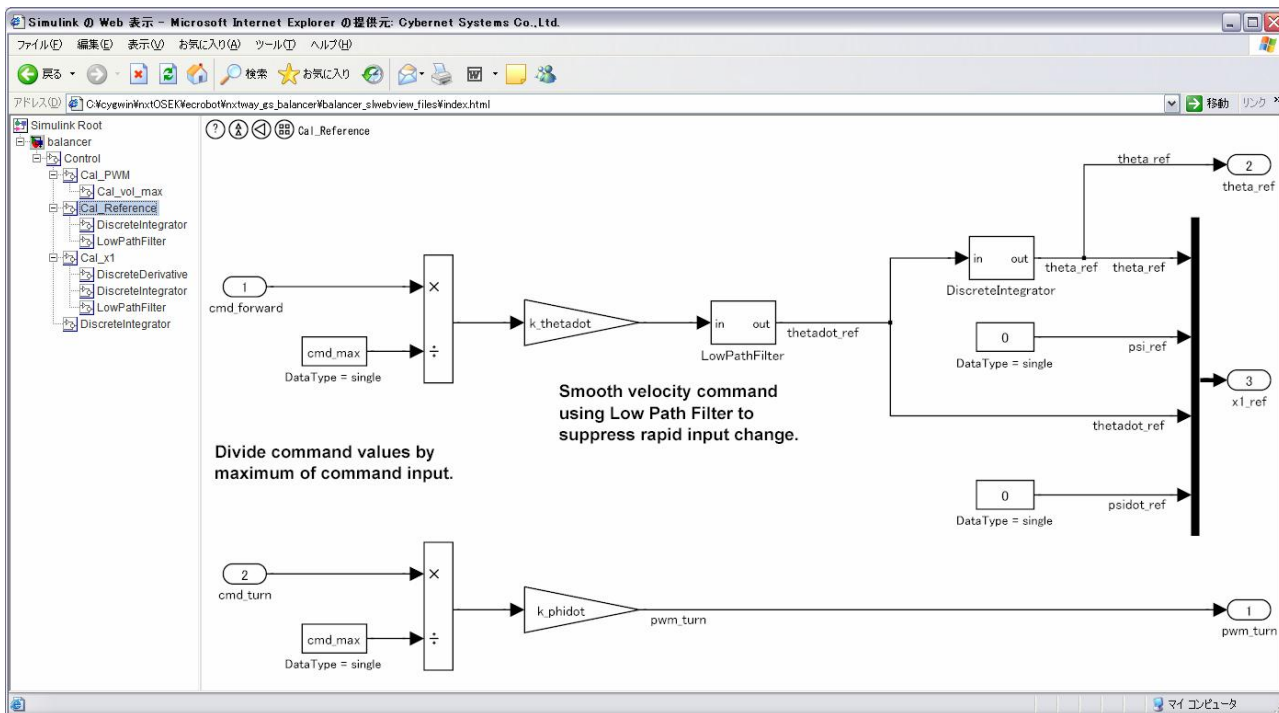 Simulink の Web 表示 - Microsoft Internet Explorer の提供元: Cybernet Systems Co.,Ltd.
ファイル(F) 編集(E) 表示(V) お気に入り(A) ツール(T) ヘルプ(H)
戻る 検索 お気に入り
アドレス(D) C:¥cygwin¥nxtOSEK¥ecrobot¥nxtway_gs_balancer¥balancer_slwebview_files¥index.html 移動 リンク »
Simulink Root
balancer
Control
Cal_PWM
Cal_vol_max
Cal_Reference
DiscreteIntegrator
LowPathFilter
Cal_x1
DiscreteDerivative
DiscreteIntegrator
LowPathFilter
DiscreteIntegrator
? Cal_Reference
theta_ref
2
theta_ref
in out
theta_ref theta_ref
DiscreteIntegrator
1
cmd_forward
×
÷
cmd_max
DataType = single
k_thetadot
in out
thetadot_ref
LowPathFilter
0
psi_ref
DataType = single
3
x1_ref
Smooth velocity command
using Low Path Filter to
suppress rapid input change.
thetadot_ref
Divide command values by
maximum of command input.
0
psidot_ref
DataType = single
2
cmd_turn
×
÷
cmd_max
DataType = single
k_phidot
pwm_turn
1
pwm_turn
マイ コンピュータ